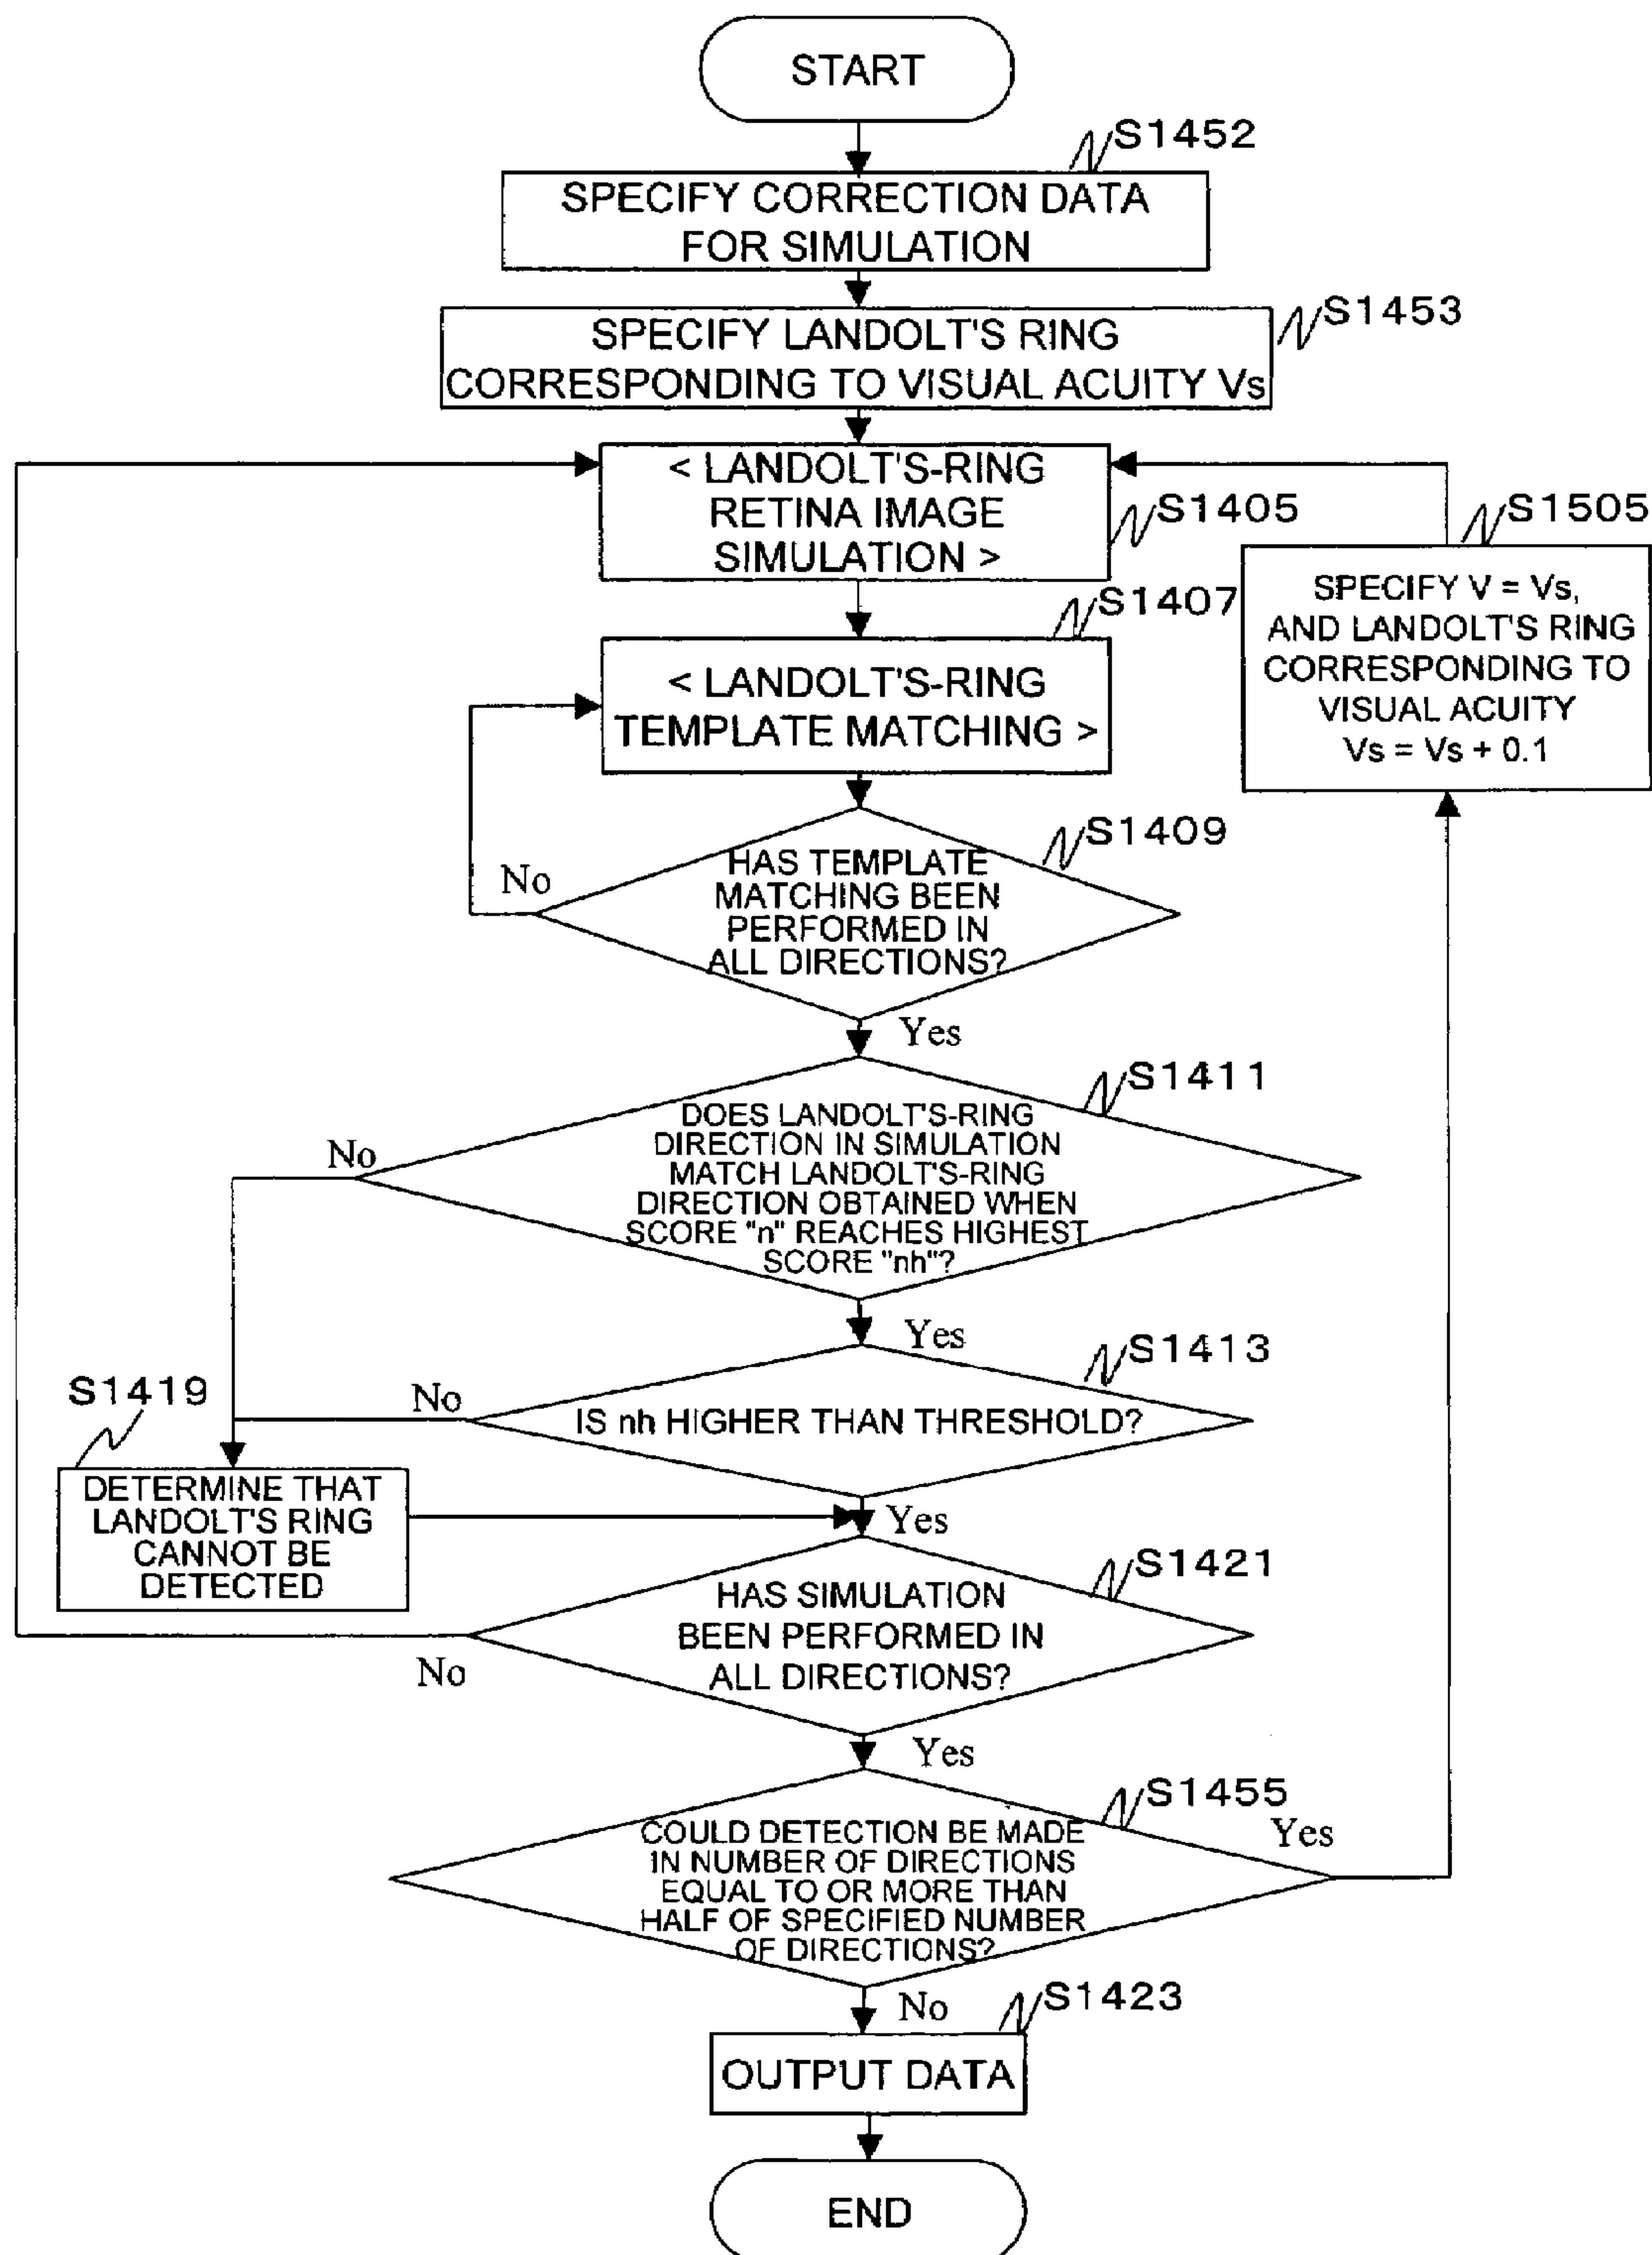 START
S1452
SPECIFY CORRECTION DATA
FOR SIMULATION
S1453
SPECIFY LANDOLT'S RING
CORRESPONDING TO VISUAL ACUITY Vs
< LANDOLT'S-RING
RETINA IMAGE
SIMULATION >
S1405
S1505
SPECIFY V = Vs,
AND LANDOLT'S RING
CORRESPONDING TO
VISUAL ACUITY
Vs = Vs + 0.1
S1407
< LANDOLT'S-RING
TEMPLATE MATCHING >
S1409
HAS TEMPLATE
MATCHING BEEN
PERFORMED IN
ALL DIRECTIONS?
No
Yes
S1411
DOES LANDOLT'S-RING
DIRECTION IN SIMULATION
MATCH LANDOLT'S-RING
DIRECTION OBTAINED WHEN
SCORE "n" REACHES HIGHEST
SCORE "nh"?
No
Yes
S1413
IS nh HIGHER THAN THRESHOLD?
No
Yes
S1419
DETERMINE THAT
LANDOLT'S RING
CANNOT BE
DETECTED
S1421
HAS SIMULATION
BEEN PERFORMED IN
ALL DIRECTIONS?
No
Yes
S1455
COULD DETECTION BE MADE
IN NUMBER OF DIRECTIONS
EQUAL TO OR MORE THAN
HALF OF SPECIFIED NUMBER
OF DIRECTIONS?
Yes
No
S1423
OUTPUT DATA
END